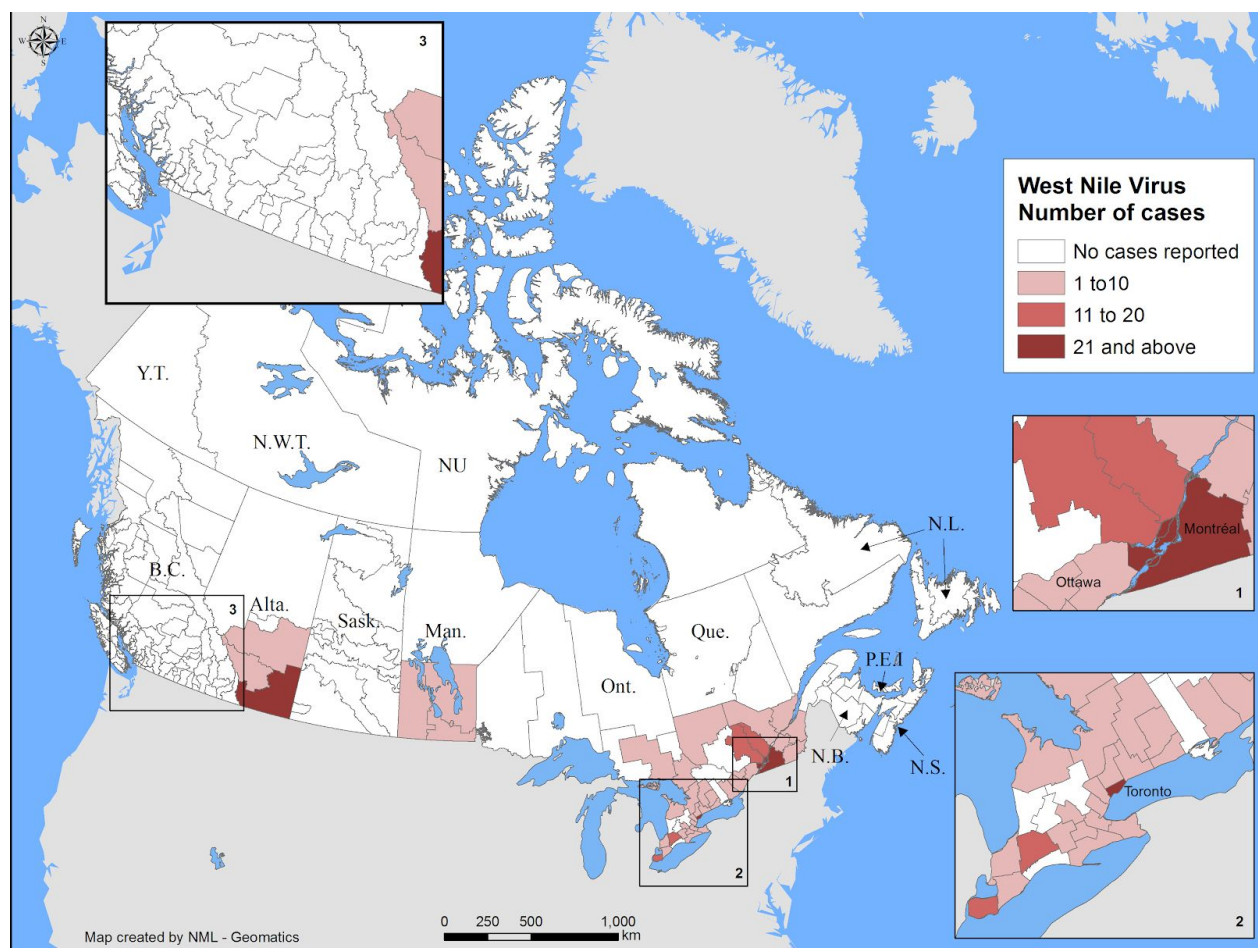 N
W
E
S
3
West Nile Virus
Number of cases
No cases reported
1 to10
11 to 20
21 and above
Y.T.
N.W.T.
NU
Montréal
Ottawa
1
N.L.
B.C.
3
Alta.
Sask.
Man.
Que.
P.E.I
Ont.
N.B.
N.S.
1
2
Toronto
2
0 250 500 1,000
km
Map created by NML - Geomatics